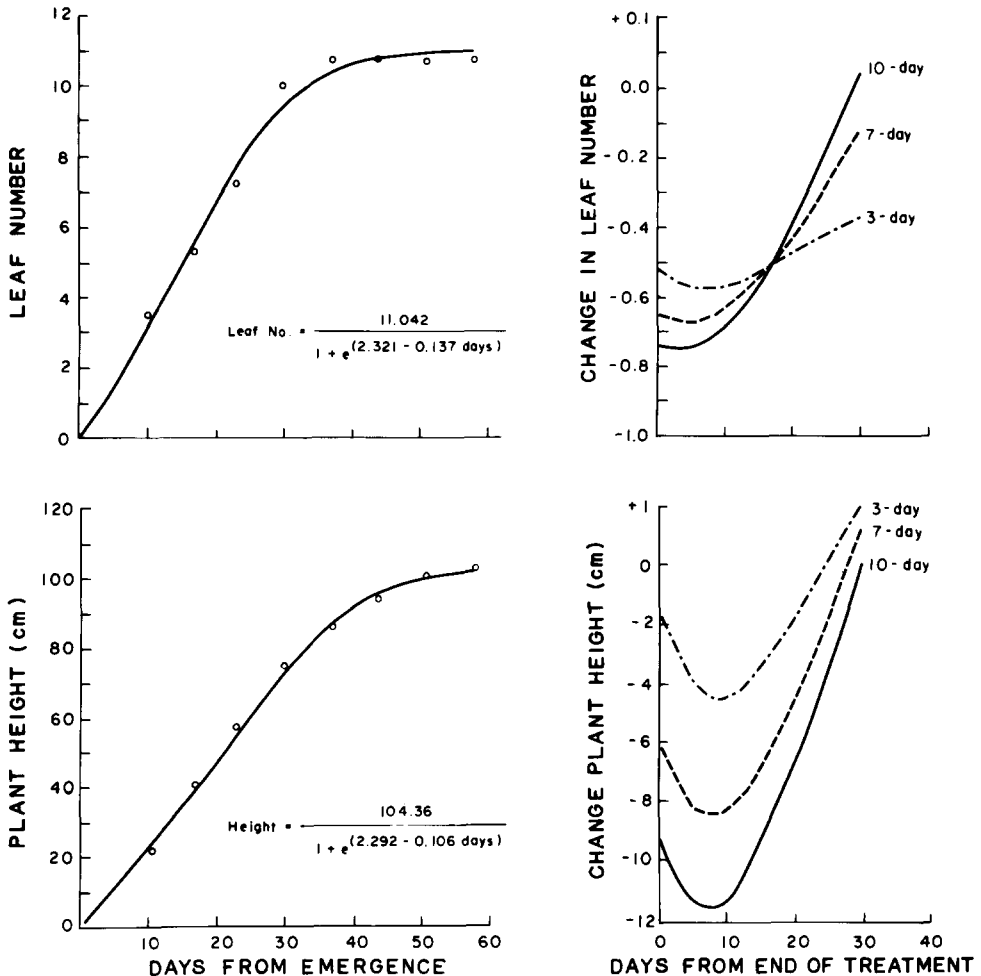 LEAF NUMBER
12
10
8
6
4
2
0
Leaf No. = 11.042
1 + e(2.321 - 0.137 days)
CHANGE IN LEAF NUMBER
+ 0.1
0.0
-0.2
-0.4
-0.6
-0.8
-1.0
10-day
7-day
3-day
PLANT HEIGHT (cm)
120
100
80
60
40
20
0
Height = 104.36
1 + e(2.292 - 0.106 days)
10 20 30 40 50 60
DAYS FROM EMERGENCE
CHANGE PLANT HEIGHT (cm)
+1
0
-2
-4
-6
-8
-10
-12
3-day
7-day
10-day
0 10 20 30 40
DAYS FROM END OF TREATMENT